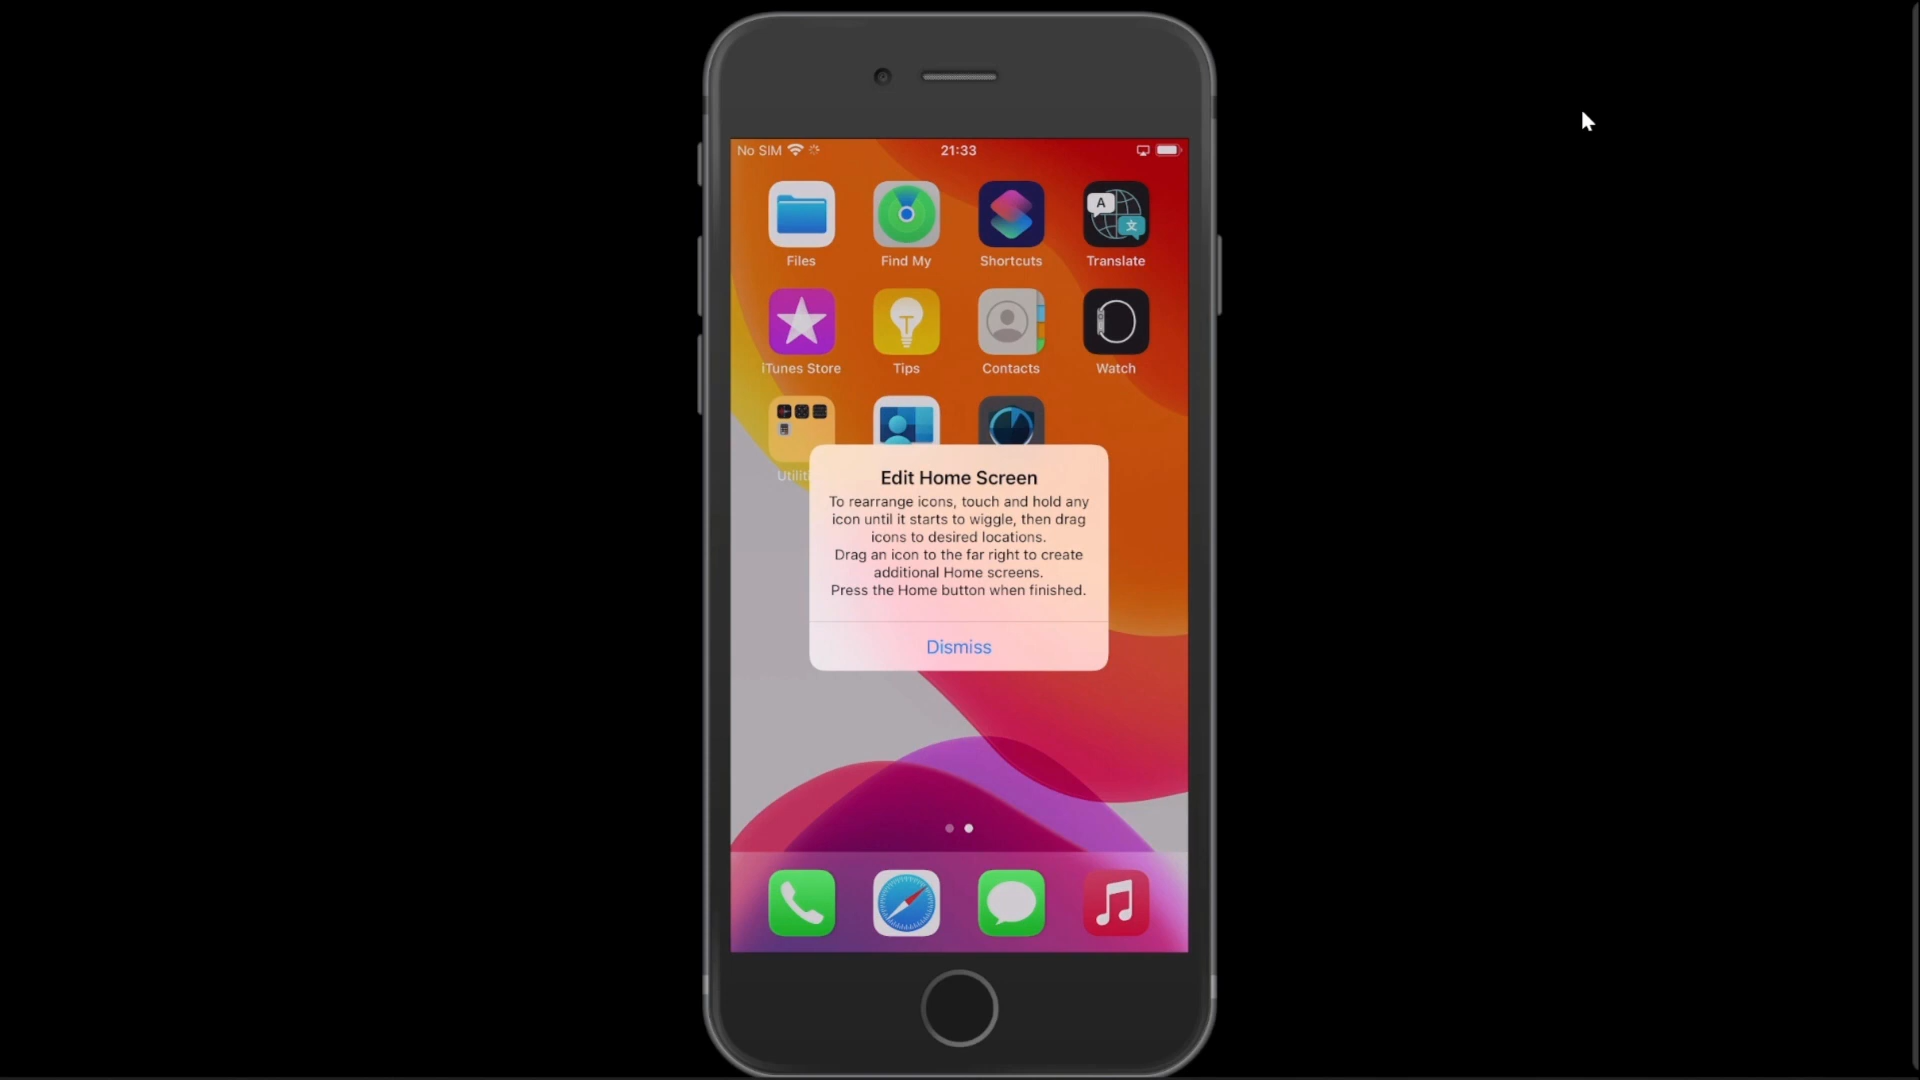 No SIM 21:33
Files Find My Shortcuts Translate
A 文
iTunes Store Tips Contacts Watch
T
Edit Home Screen
To rearrange icons, touch and hold any
icon until it starts to wiggle, then drag
icons to desired locations.
Drag an icon to the far right to create
additional Home screens.
Press the Home button when finished.
Dismiss